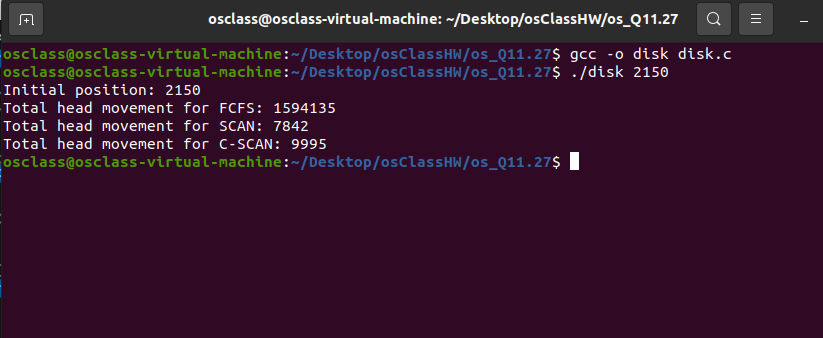 osclass@osclass-virtual-machine: ~/Desktop/osClassHW/os_Q11.27
osclass@osclass-virtual-machine:~/Desktop/osClassHW/os_Q11.27$ gcc -o disk disk.c
osclass@osclass-virtual-machine:~/Desktop/osClassHW/os_Q11.27$ ./disk 2150
Initial position: 2150
Total head movement for FCFS: 1594135
Total head movement for SCAN: 7842
Total head movement for C-SCAN: 9995
osclass@osclass-virtual-machine:~/Desktop/osClassHW/os_Q11.27$